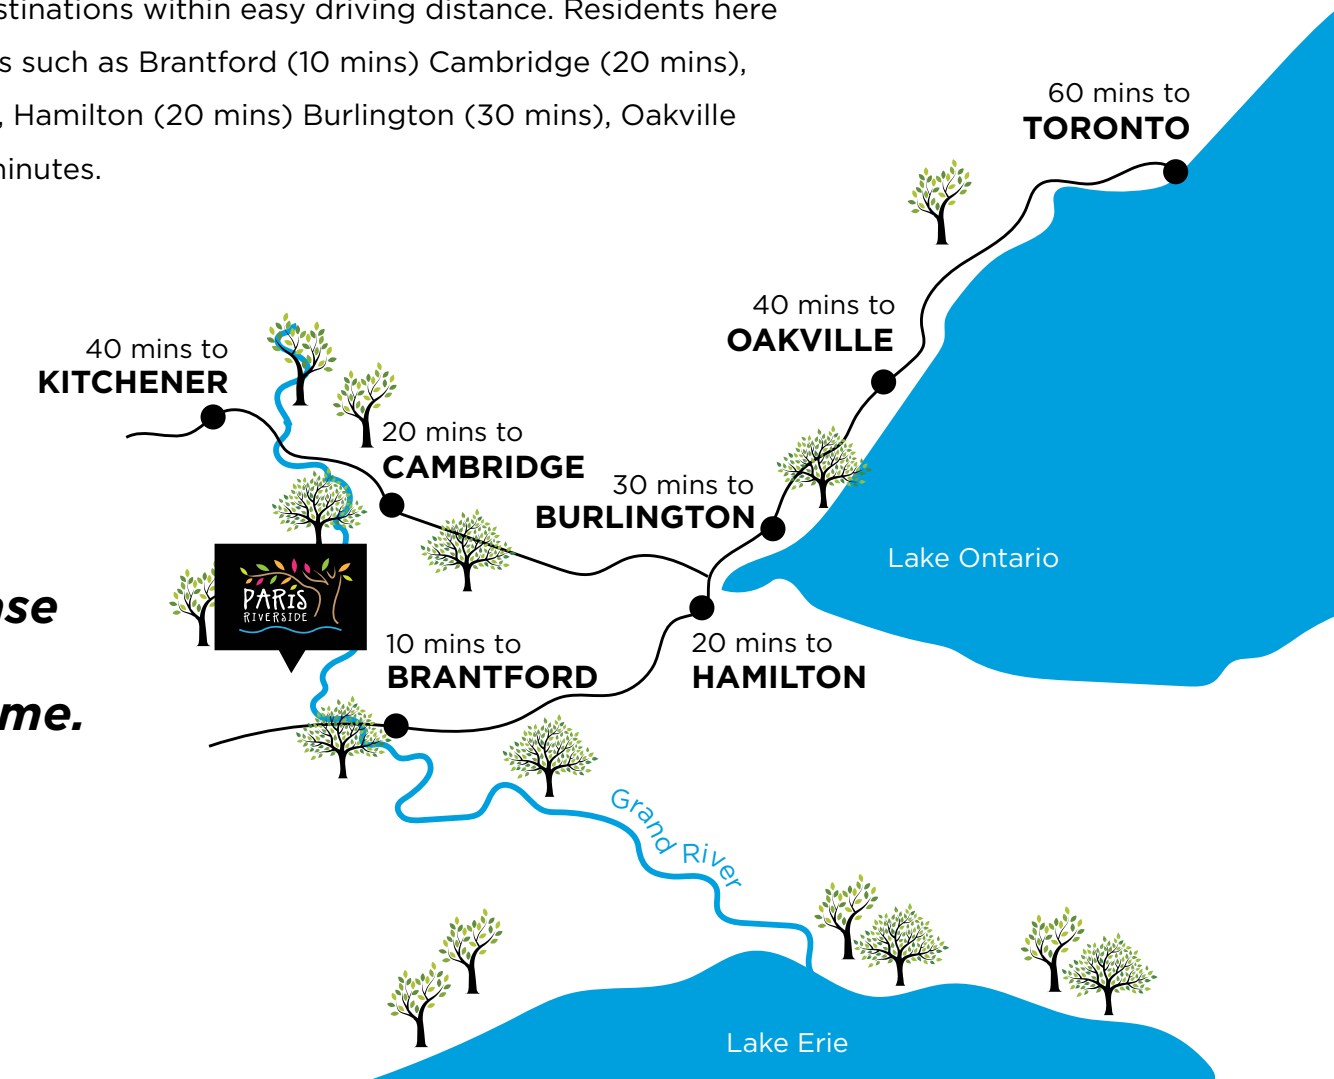 stinations within easy driving distance. Residents here
s such as Brantford (10 mins) Cambridge (20 mins),
, Hamilton (20 mins) Burlington (30 mins), Oakville
ninutes.
60 mins to
TORONTO
40 mins to
OAKVILLE
40 mins to
KITCHENER
20 mins to
CAMBRIDGE
30 mins to
BURLINGTON
Lake Ontario
nse
PARIS
RIVERSIDE
10 mins to
BRANTFORD
20 mins to
HAMILTON
me.
Grand River
Lake Erie